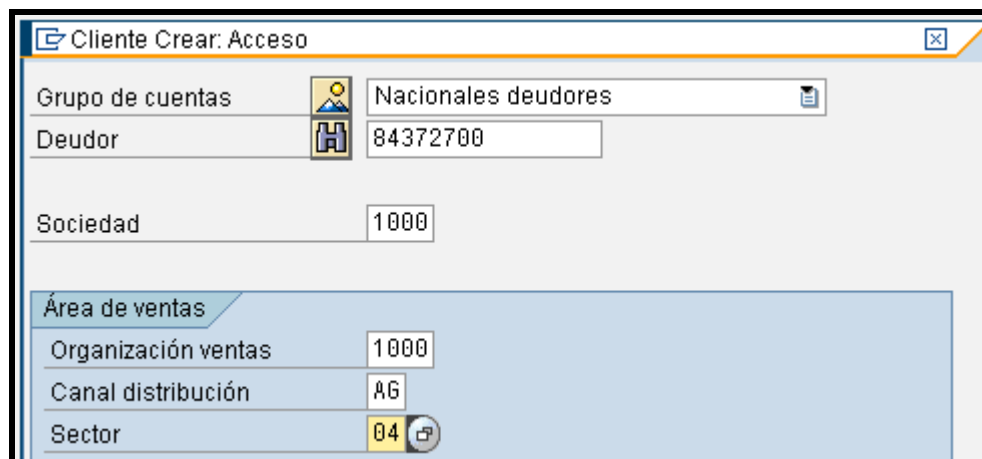 Cliente Crear: Acceso
Grupo de cuentas Nacionales deudores
Deudor 84372700
Sociedad 1000
Área de ventas
Organización ventas 1000
Canal distribución AG
Sector 04